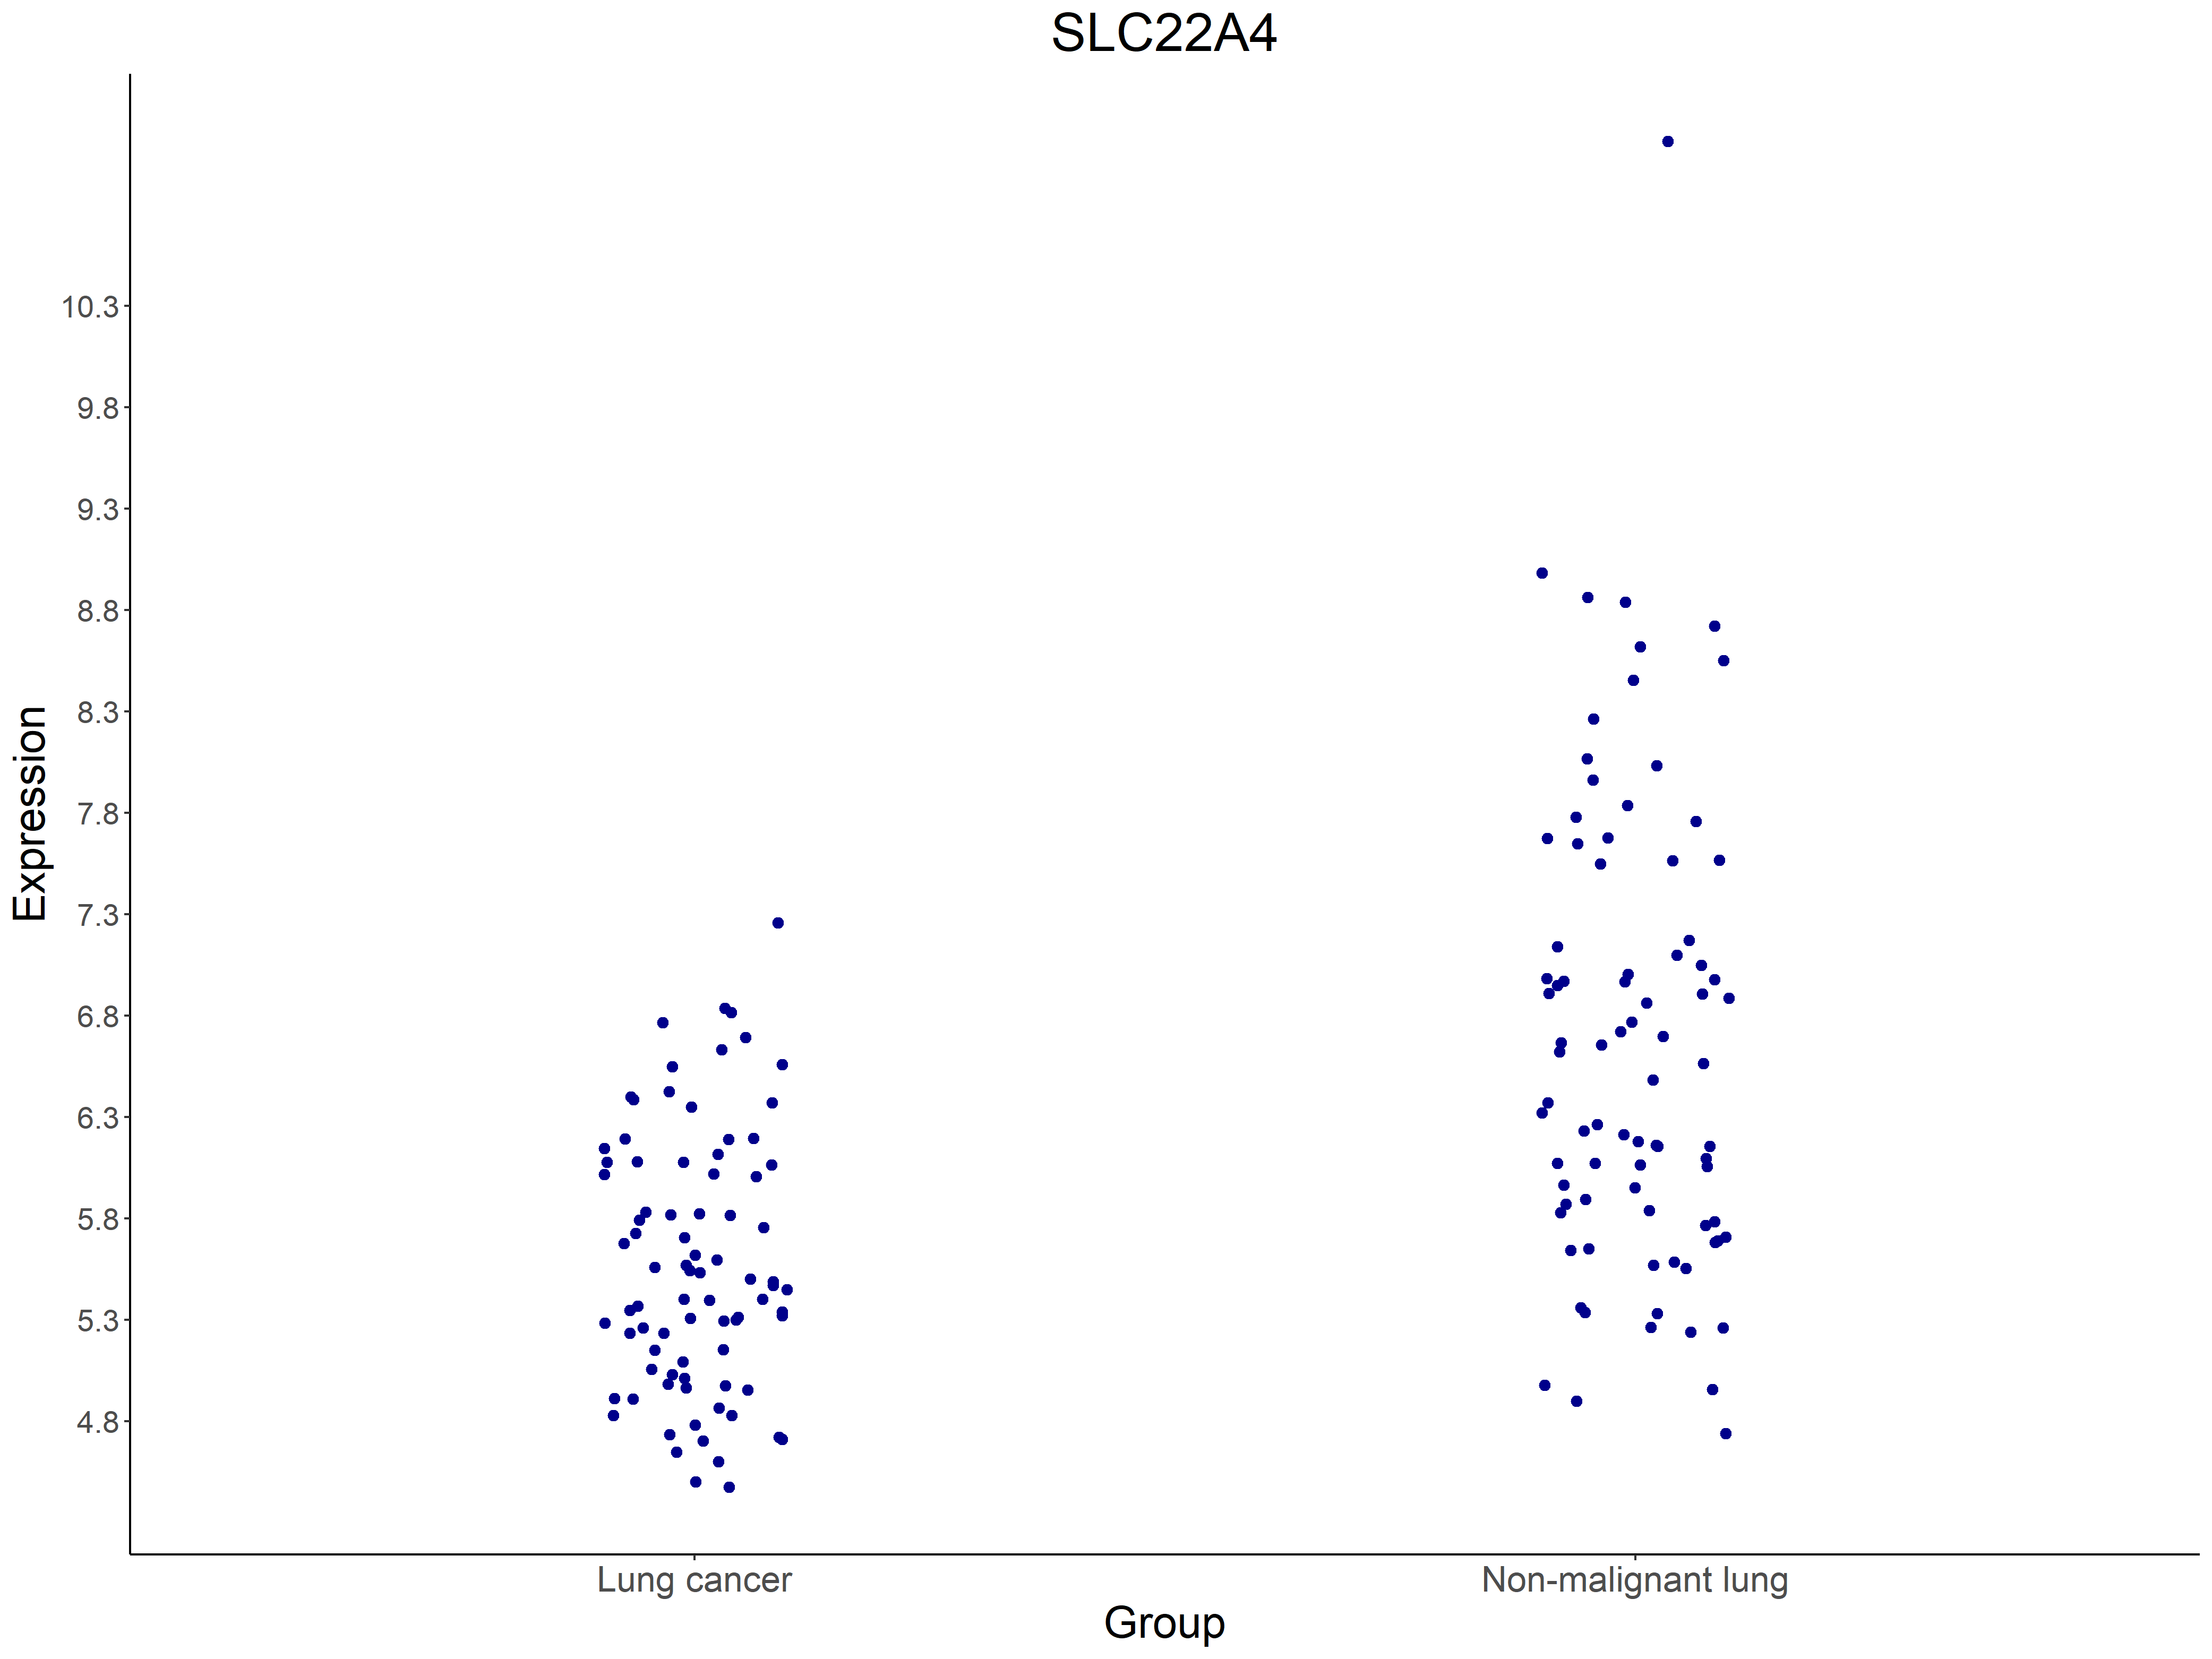 SLC22A4
Expression
10.3
9.8
9.3
8.8
8.3
7.8
7.3
6.8
6.3
5.8
5.3
4.8
Lung cancer
Non-malignant lung
Group